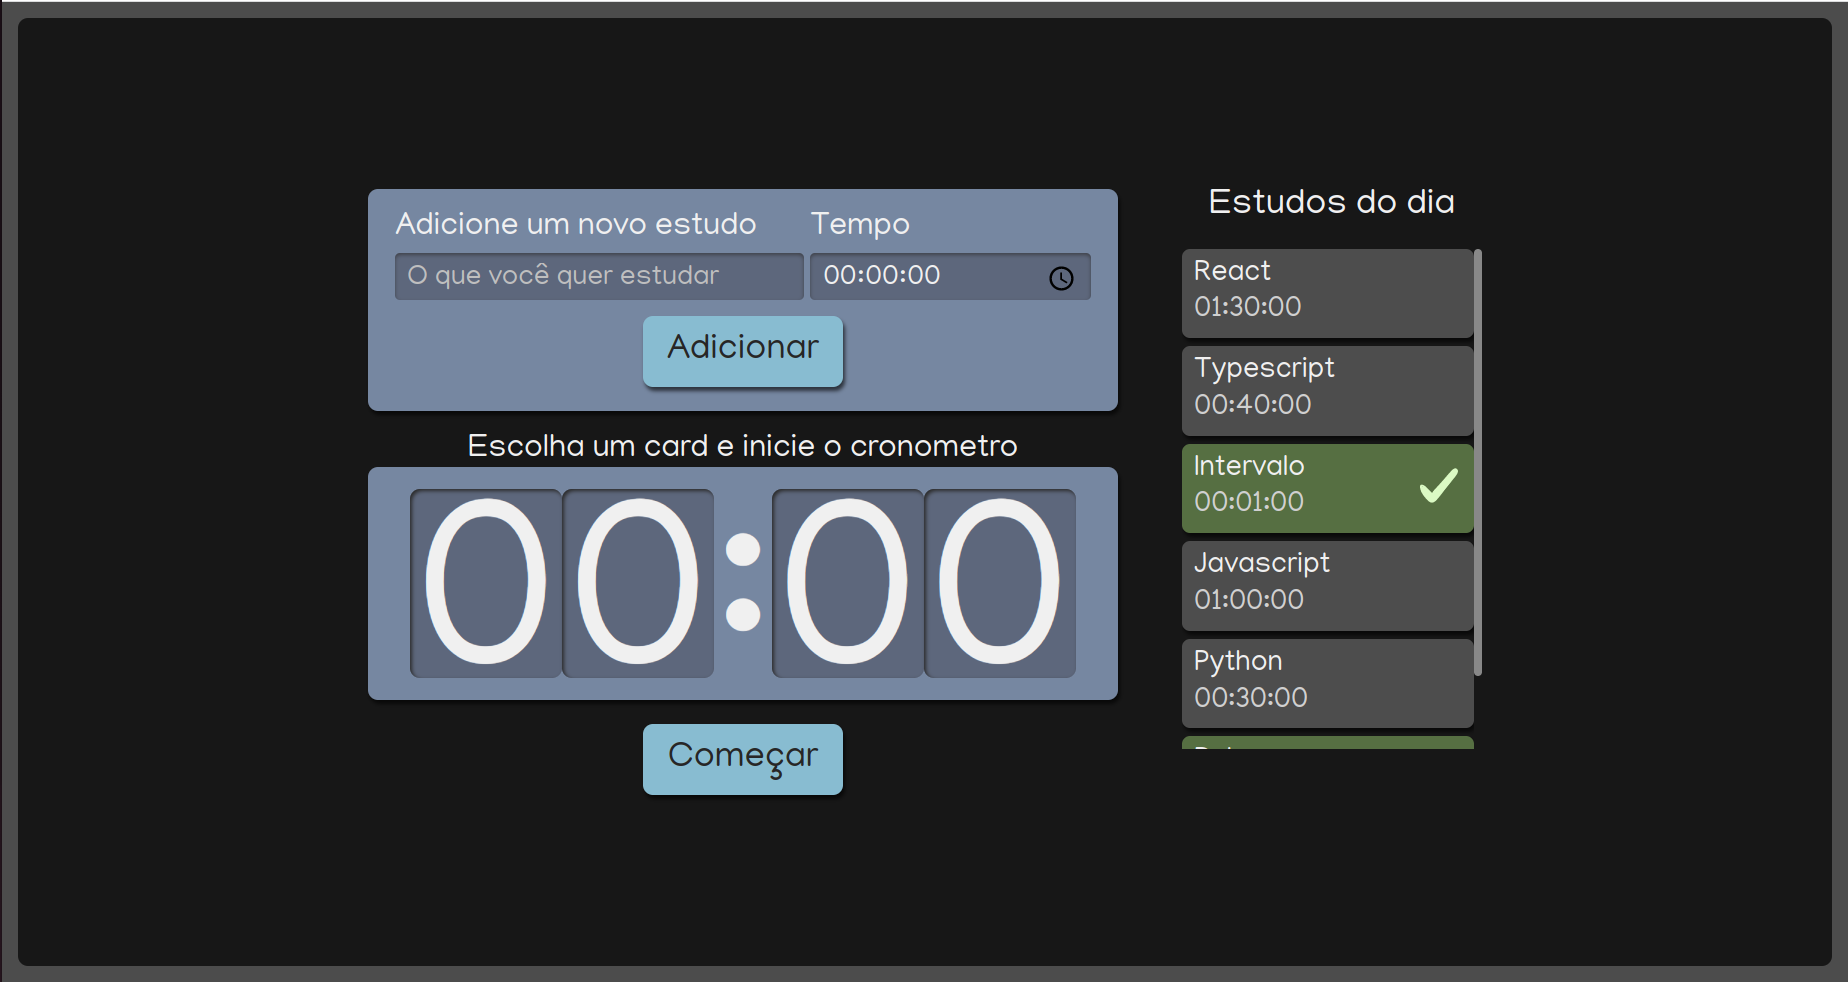 Adicione um novo estudo
Tempo
O que você quer estudar
00:00:00
Adicionar
Escolha um card e inicie o cronometro
00:00
Começar
Estudos do dia
React
01:30:00
Typescript
00:40:00
Intervalo
00:01:00
Javascript
01:00:00
Python
00:30:00